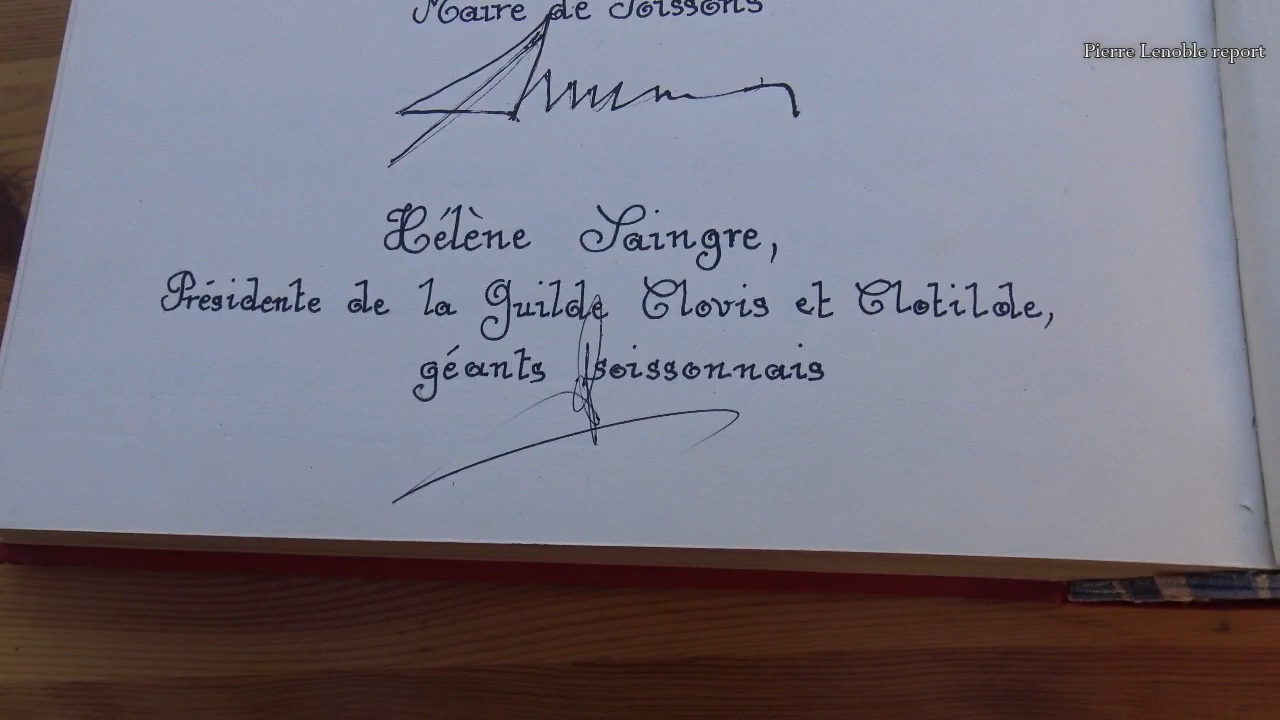 Maire de Soissons
Pierre Lenoble report
Hélène Saingre,
Présidente de la Guilde Clovis et Clotilde,
géants soissonnais